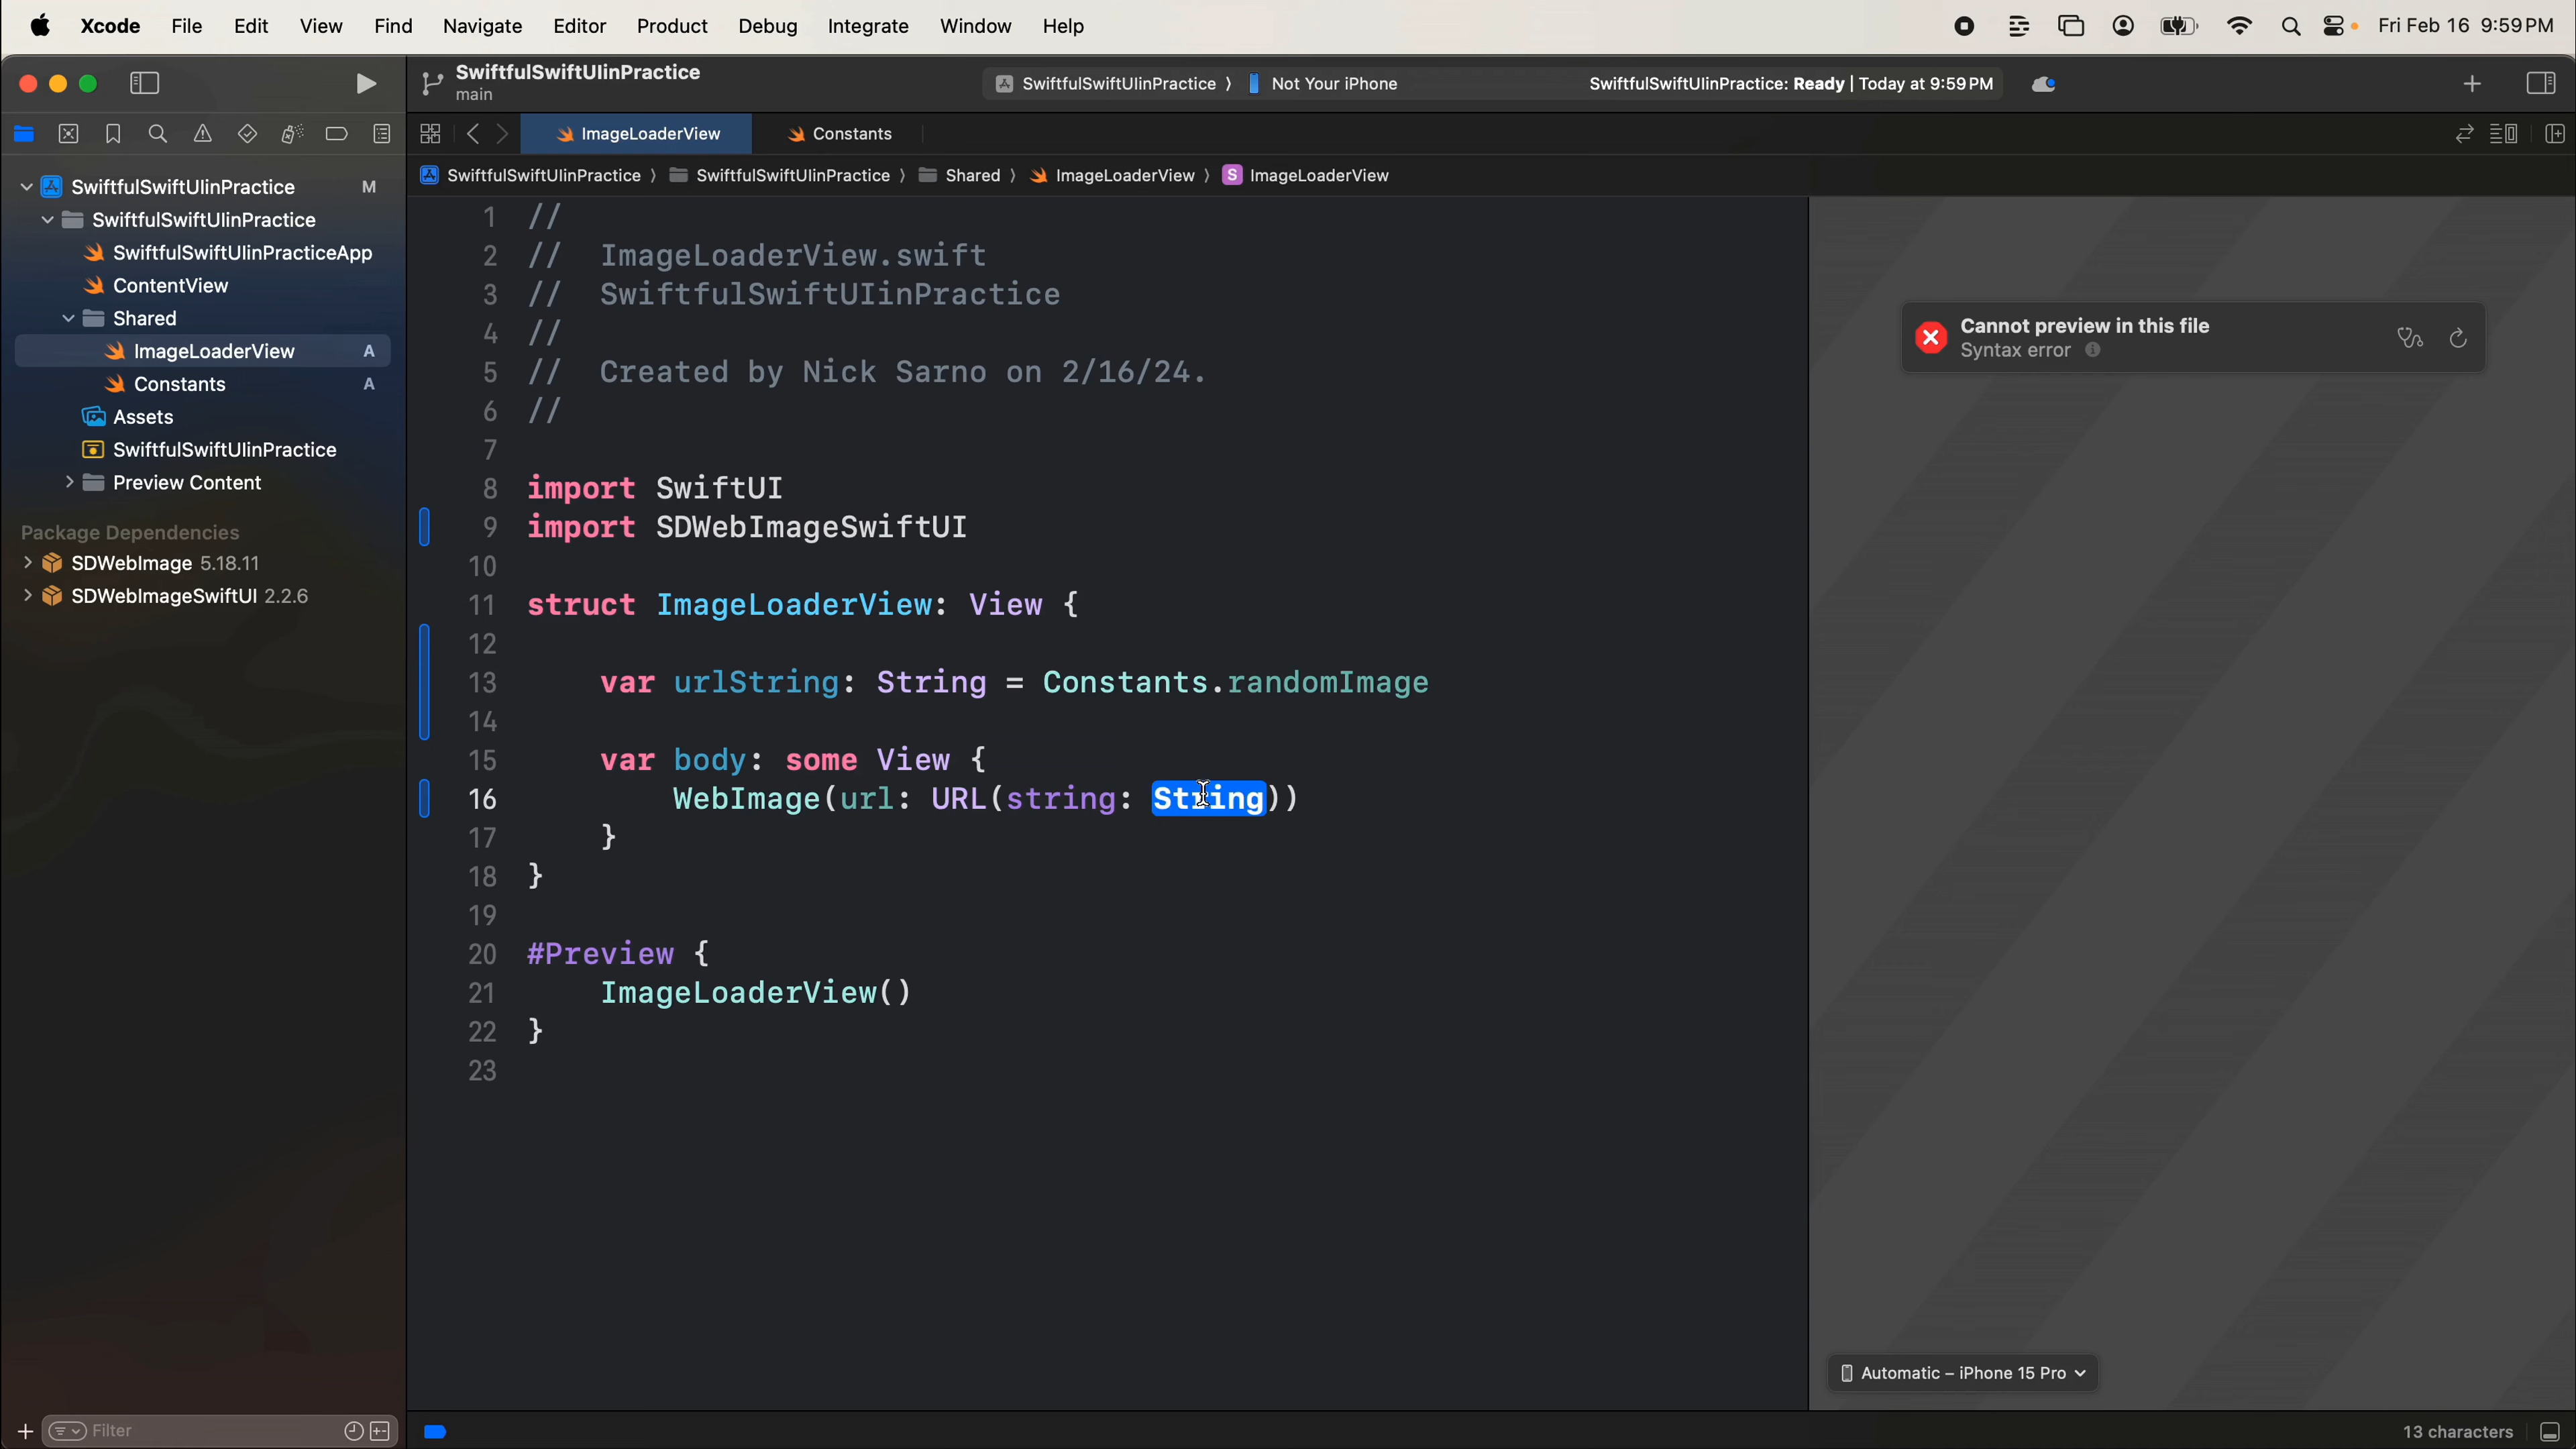 Xcode File Edit View Find Navigate Editor Product Debug Integrate Window Help Fri Feb 16 9:59 PM
SwiftfulSwiftUIinPractice
main
SwiftfulSwiftUIinPractice 〉 Not Your iPhone SwiftfulSwiftUIinPractice: Ready | Today at 9:59 PM
ImageLoaderView Constants
SwiftfulSwiftUIinPractice 〉 SwiftfulSwiftUIinPractice 〉 Shared 〉 ImageLoaderView 〉 S ImageLoaderView
SwiftfulSwiftUIinPractice M
SwiftfulSwiftUIinPractice
SwiftfulSwiftUIinPracticeApp
ContentView
Shared
ImageLoaderView A
Constants A
Assets
SwiftfulSwiftUIinPractice
Preview Content
Package Dependencies
SDWebImage 5.18.11
SDWebImageSwiftUI 2.2.6
Filter
1 //
2 // ImageLoaderView.swift
3 // SwiftfulSwiftUIinPractice
4 //
5 // Created by Nick Sarno on 2/16/24.
6 //
7
8 import SwiftUI
9 import SDWebImageSwiftUI
10
11 struct ImageLoaderView: View {
12
13 var urlString: String = Constants.randomImage
14
15 var body: some View {
16 WebImage(url: URL(string: String))
17 }
18 }
19
20 #Preview {
21 ImageLoaderView()
22 }
23
Cannot preview in this file
Syntax error
Automatic – iPhone 15 Pro
13 characters